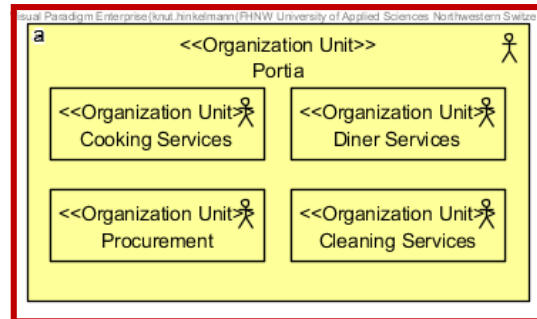 isual Paradigm Enterprise(knut.hinkelmann(FHNW University of Applied Sciences Northwestern Switze
a
<<Organization Unit>>
Portia
<<Organization Unit>>
Cooking Services
<<Organization Unit>>
Diner Services
<<Organization Unit>>
Procurement
<<Organization Unit>>
Cleaning Services